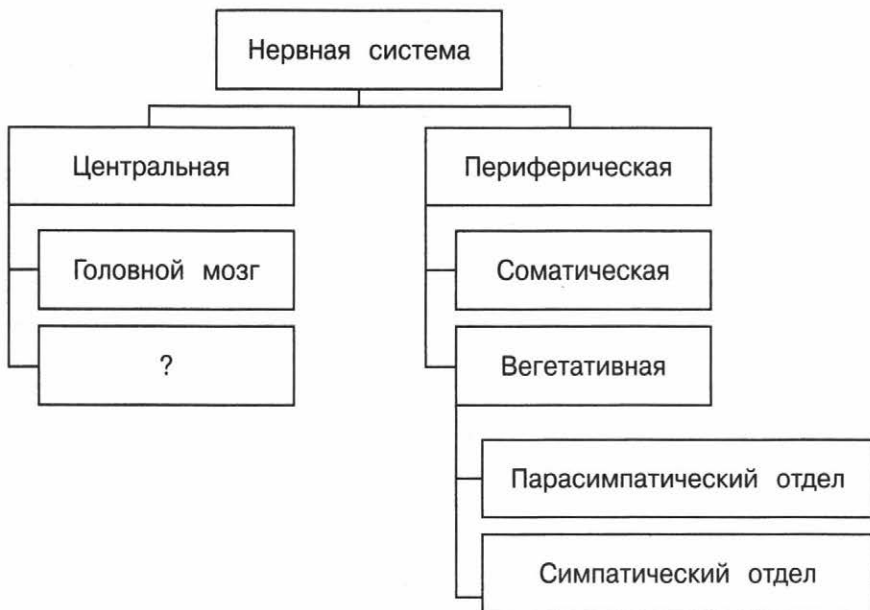 Нервная система
Центральная
Периферическая
Головной мозг
Соматическая
?
Вегетативная
Парасимпатический отдел
Симпатический отдел